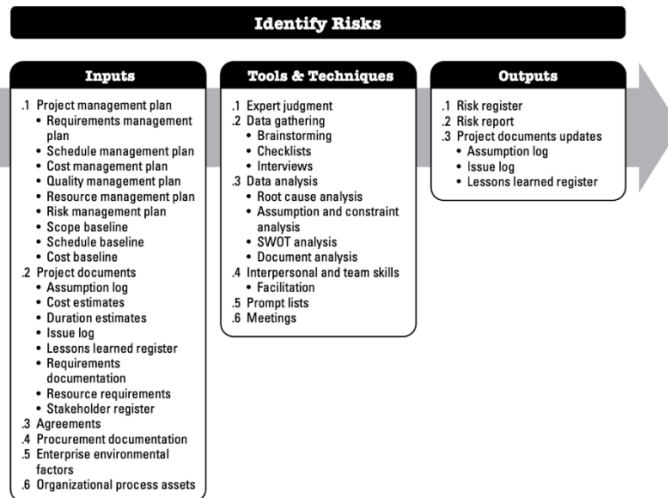 Identify Risks
Inputs
.1 Project management plan
• Requirements management
plan
• Schedule management plan
• Cost management plan
• Quality management plan
• Resource management plan
• Risk management plan
• Scope baseline
• Schedule baseline
• Cost baseline
.2 Project documents
• Assumption log
• Cost estimates
• Duration estimates
• Issue log
• Lessons learned register
• Requirements
documentation
• Resource requirements
• Stakeholder register
.3 Agreements
.4 Procurement documentation
.5 Enterprise environmental
factors
.6 Organizational process assets
Tools & Techniques
.1 Expert judgment
.2 Data gathering
• Brainstorming
• Checklists
• Interviews
.3 Data analysis
• Root cause analysis
• Assumption and constraint
analysis
• SWOT analysis
• Document analysis
.4 Interpersonal and team skills
• Facilitation
.5 Prompt lists
.6 Meetings
Outputs
.1 Risk register
.2 Risk report
.3 Project documents updates
• Assumption log
• Issue log
• Lessons learned register